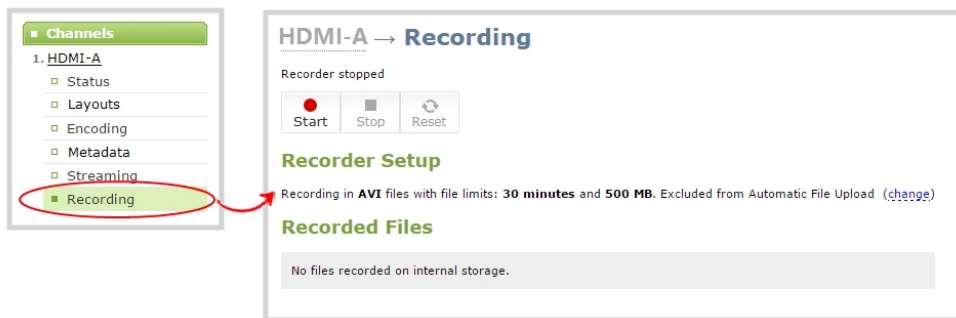 Channels
1. HDMI-A
Status
Layouts
Encoding
Metadata
Streaming
Recording
HDMI-A → Recording
Recorder stopped
Start Stop Reset
Recorder Setup
Recording in AVI files with file limits: 30 minutes and 500 MB. Excluded from Automatic File Upload (change)
Recorded Files
No files recorded on internal storage.